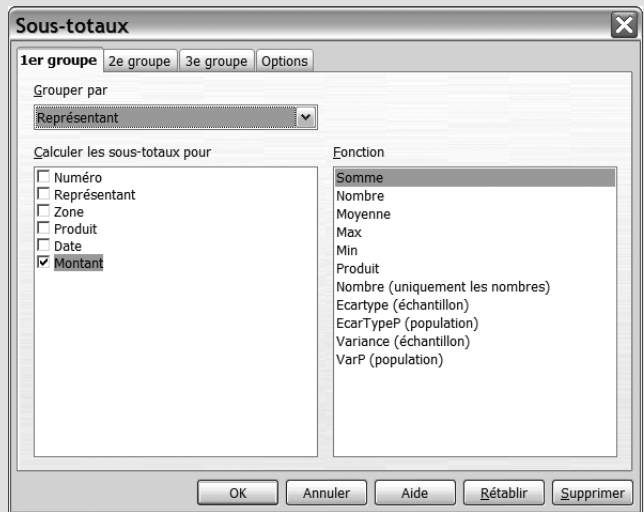 Sous-totaux
1er groupe 2e groupe 3e groupe Options
Grouper par
Représentant
Calculer les sous-totaux pour
Numéro
Représentant
Zone
Produit
Date
Montant
Fonction
Somme
Nombre
Moyenne
Max
Min
Produit
Nombre (uniquement les nombres)
Ecartype (échantillon)
EcarTypeP (population)
Variance (échantillon)
VarP (population)
OK Annuler Aide Rétablir Supprimer